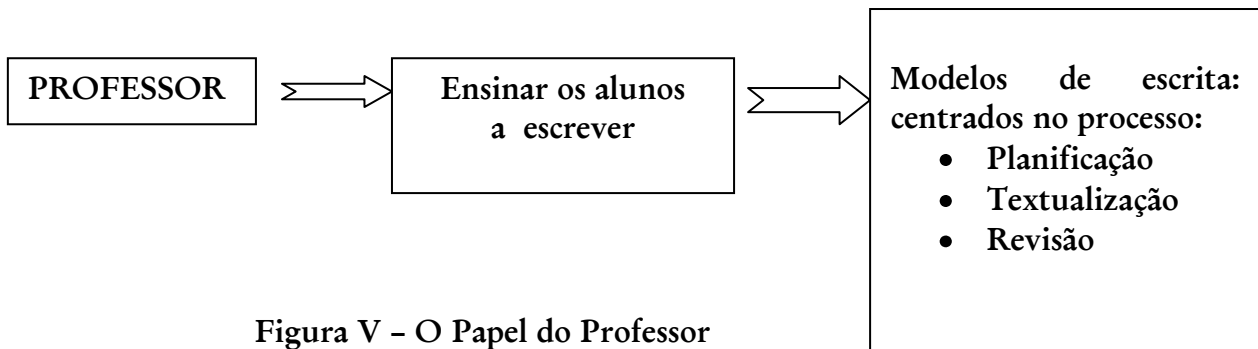 PROFESSOR
Ensinar os alunos
a escrever
Modelos de escrita:
centrados no processo:
• Planificação
• Textualização
• Revisão
Figura V – O Papel do Professor